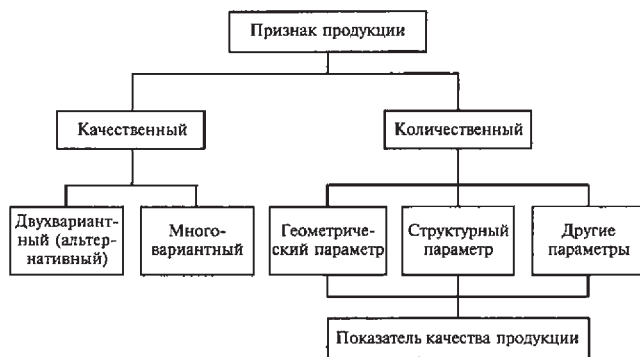 Признак продукции
Качественный
Количественный
Двухвариант-
ный (альтер-
нативный)
Много-
вариантный
Геометриче-
ский параметр
Структурный
параметр
Другие
параметры
Показатель качества продукции